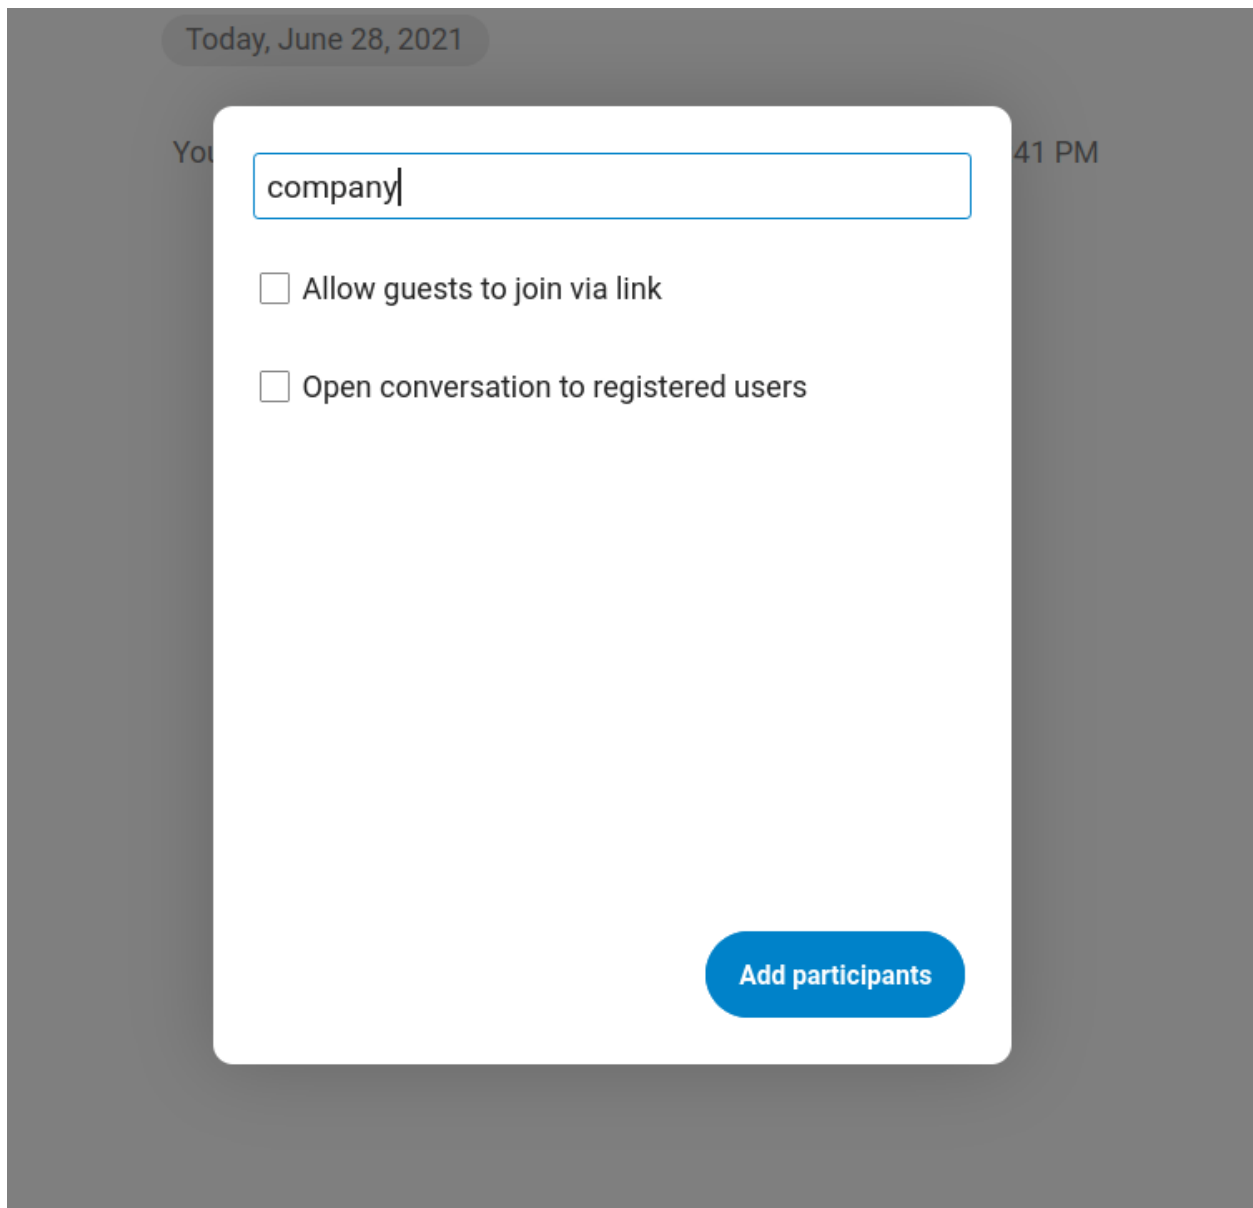 Today, June 28, 2021
You
41 PM
company
Allow guests to join via link
Open conversation to registered users
Add participants